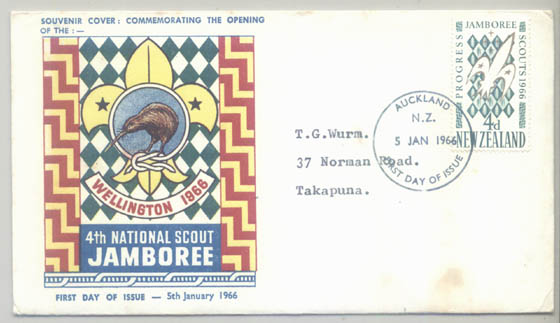 SOUVENIR COVER: COMMEMORATING THE OPENING
OF THE:—
WELLINGTON 1966
4th NATIONAL SCOUT
JAMBOREE
FIRST DAY OF ISSUE — 5th January 1966
T.G.Wurm.
37 Norman Road.
Takapuna.
AUCKLAND
N.Z.
5 JAN 1966
FIRST DAY OF ISSUE
JAMBOREE
PROGRESS
SCOUTS 1966
4d
NEW ZEALAND